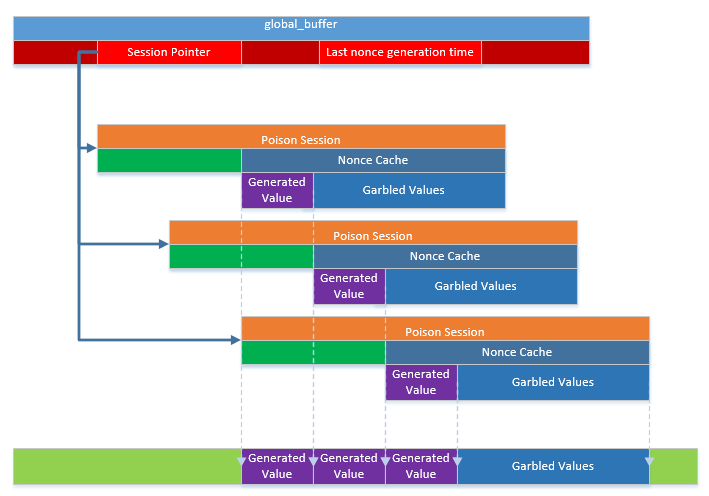 global_buffer
Session Pointer
Last nonce generation time
Poison Session
Nonce Cache
Generated
Value
Garbled Values
Poison Session
Nonce Cache
Generated
Value
Garbled Values
Poison Session
Nonce Cache
Generated
Value
Garbled Values
Generated
Value
Generated
Value
Generated
Value
Garbled Values